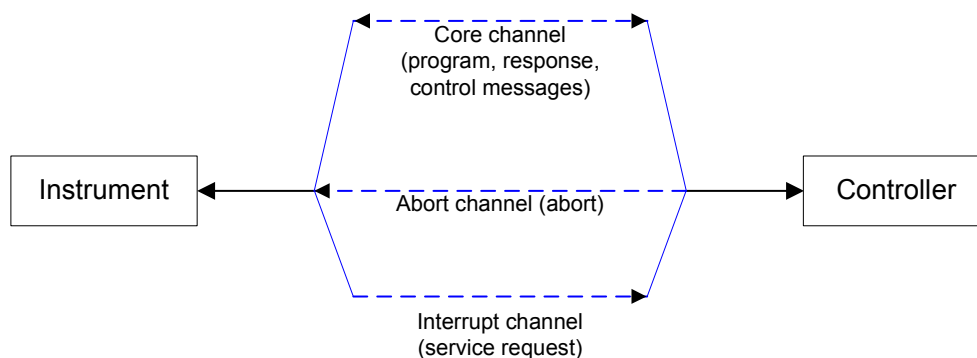 Core channel
(program, response,
control messages)
Instrument
Abort channel (abort)
Controller
Interrupt channel
(service request)